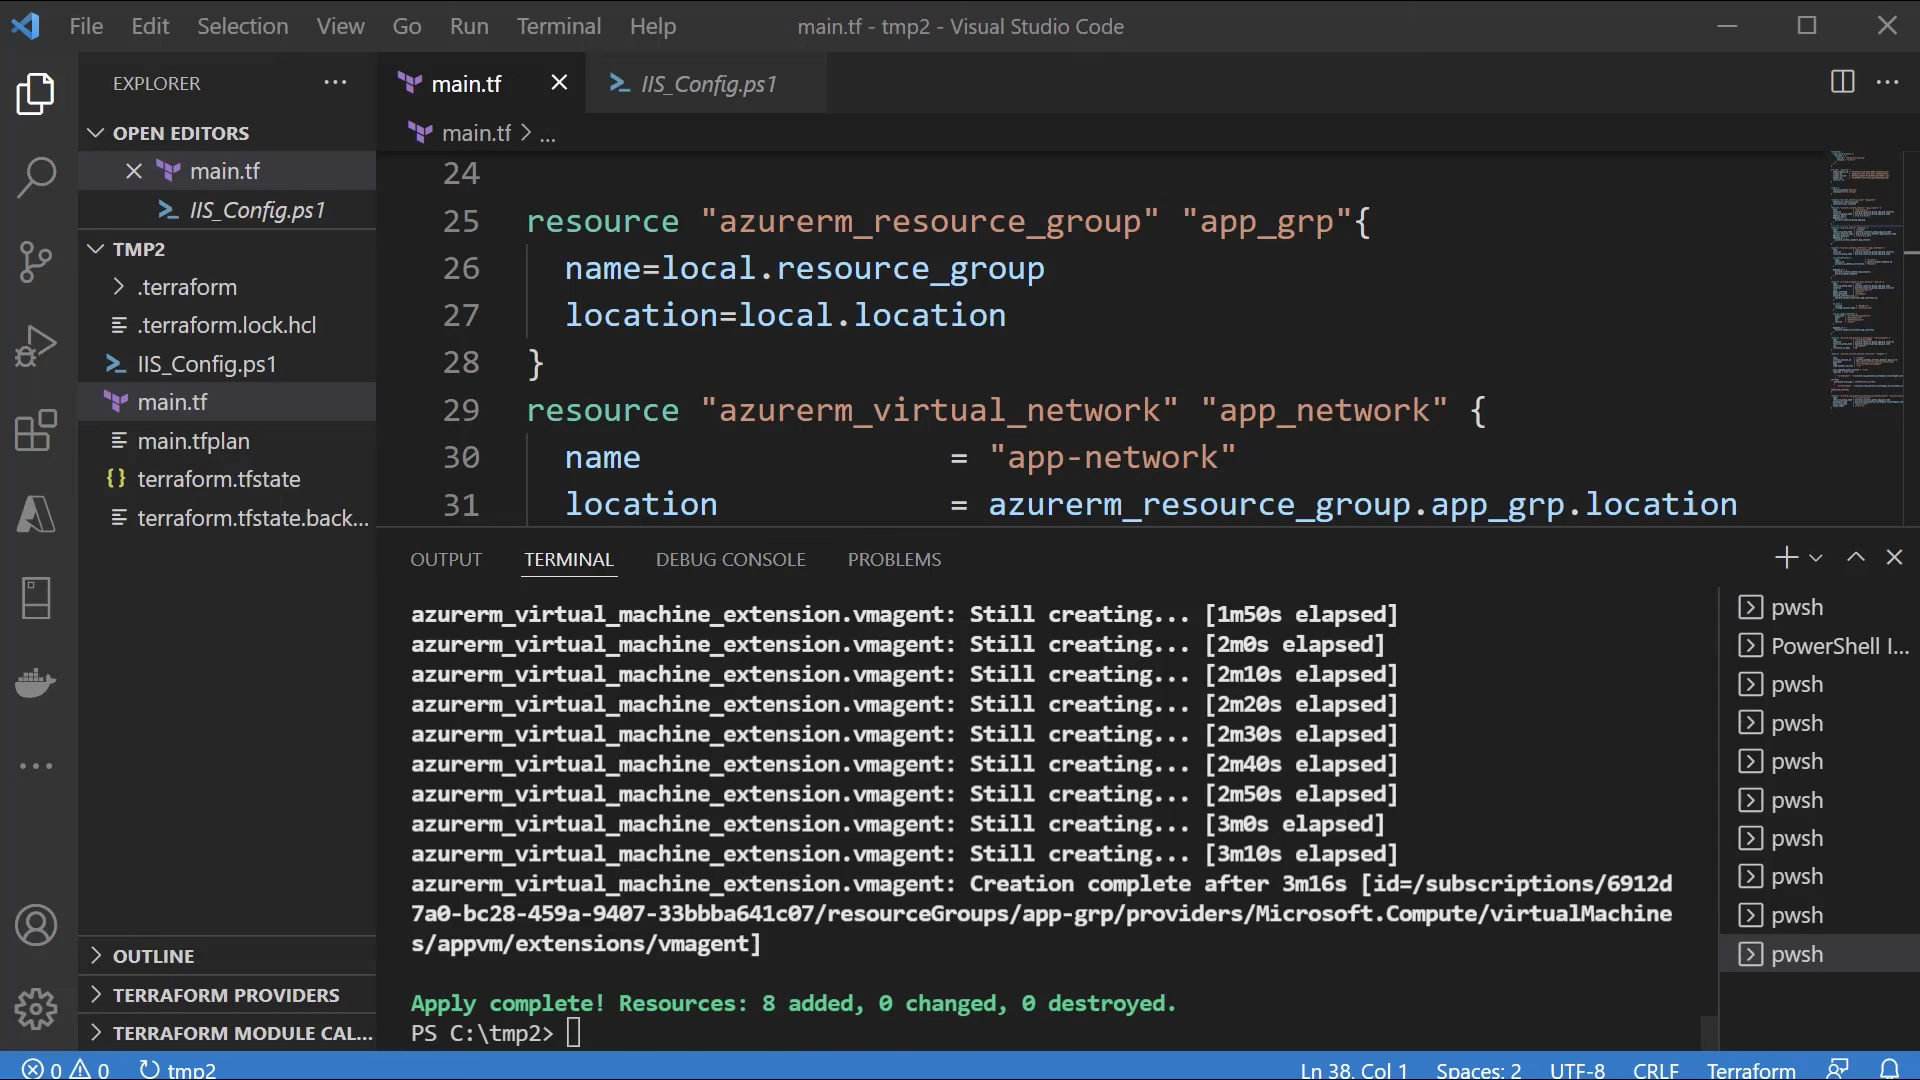 File Edit Selection View Go Run Terminal Help
main.tf - tmp2 - Visual Studio Code
EXPLORER
OPEN EDITORS
main.tf
IIS_Config.ps1
TMP2
.terraform
.terraform.lock.hcl
IIS_Config.ps1
main.tf
main.tfplan
terraform.tfstate
terraform.tfstate.back...
OUTLINE
TERRAFORM PROVIDERS
TERRAFORM MODULE CAL...
main.tf
IIS_Config.ps1
main.tf > ...
24
25 resource "azurerm_resource_group" "app_grp"{
26 name=local.resource_group
27 location=local.location
28 }
29 resource "azurerm_virtual_network" "app_network" {
30 name = "app-network"
31 location = azurerm_resource_group.app_grp.location
OUTPUT TERMINAL DEBUG CONSOLE PROBLEMS
azurerm_virtual_machine_extension.vmagent: Still creating... [1m50s elapsed]
azurerm_virtual_machine_extension.vmagent: Still creating... [2m0s elapsed]
azurerm_virtual_machine_extension.vmagent: Still creating... [2m10s elapsed]
azurerm_virtual_machine_extension.vmagent: Still creating... [2m20s elapsed]
azurerm_virtual_machine_extension.vmagent: Still creating... [2m30s elapsed]
azurerm_virtual_machine_extension.vmagent: Still creating... [2m40s elapsed]
azurerm_virtual_machine_extension.vmagent: Still creating... [2m50s elapsed]
azurerm_virtual_machine_extension.vmagent: Still creating... [3m0s elapsed]
azurerm_virtual_machine_extension.vmagent: Still creating... [3m10s elapsed]
azurerm_virtual_machine_extension.vmagent: Creation complete after 3m16s [id=/subscriptions/6912d
7a0-bc28-459a-9407-33bbba641c07/resourceGroups/app-grp/providers/Microsoft.Compute/virtualMachine
s/appvm/extensions/vmagent]
Apply complete! Resources: 8 added, 0 changed, 0 destroyed.
PS C:\tmp2>
pwsh
PowerShell I...
pwsh
pwsh
pwsh
pwsh
pwsh
pwsh
pwsh
pwsh
0 0 tmp2
Ln 38, Col 1 Spaces: 2 UTF-8 CRLF Terraform